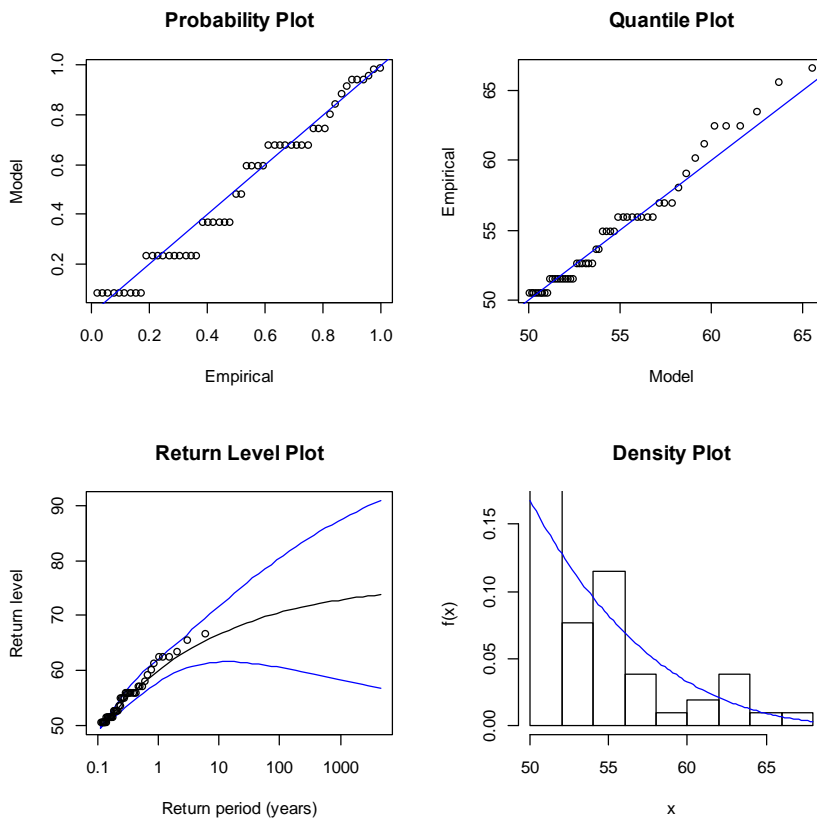 Probability Plot
Model
1.0
0.8
0.6
0.4
0.2
0.0 0.2 0.4 0.6 0.8 1.0
Empirical
Quantile Plot
Empirical
65
60
55
50
50 55 60 65
Model
Return Level Plot
Return level
90
80
70
60
50
0.1 1 10 100 1000
Return period (years)
Density Plot
f(x)
0.15
0.10
0.05
0.00
50 55 60 65
x